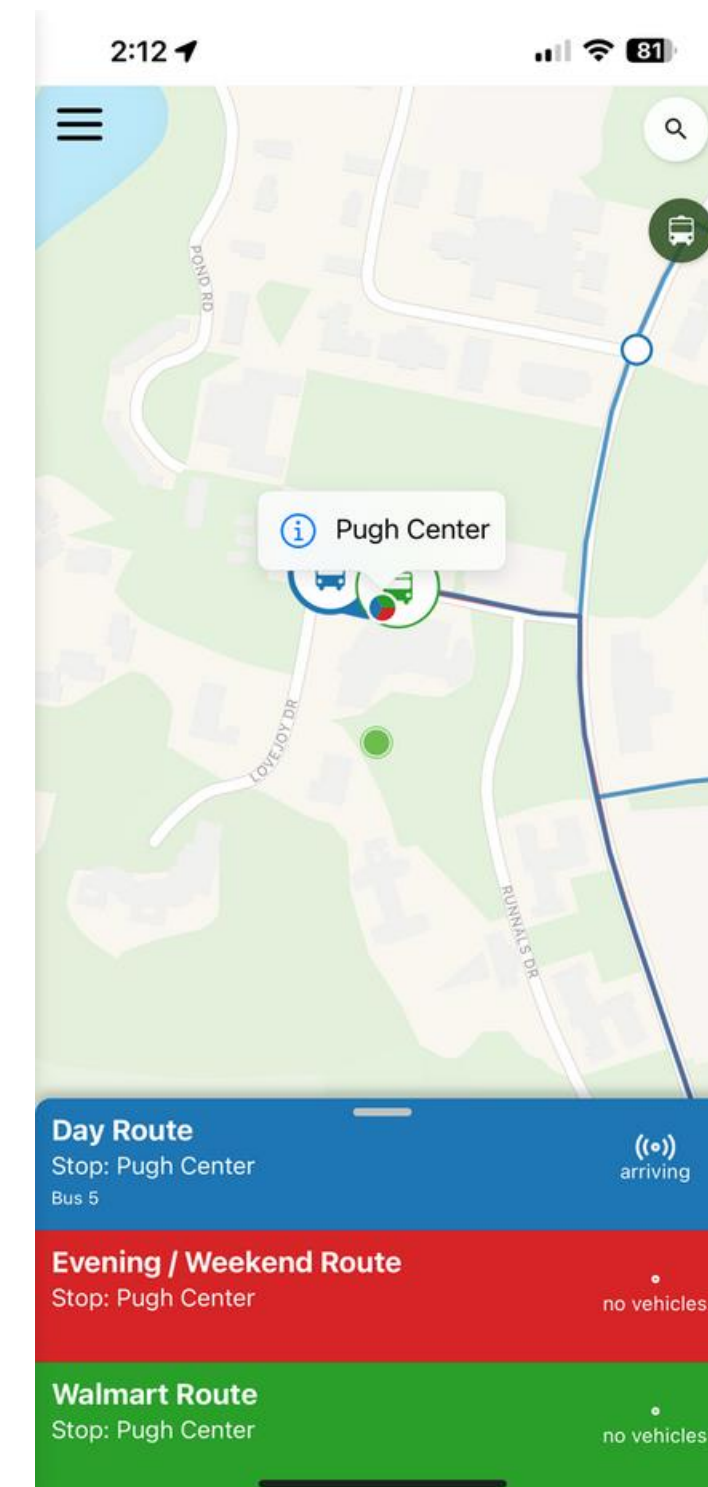 2:12
81
POND RD
Pugh Center
LOVEJOY DR
RUNNALS DR
Day Route
Stop: Pugh Center
arriving
Bus 5
Evening / Weekend Route
Stop: Pugh Center
no vehicles
Walmart Route
Stop: Pugh Center
no vehicles